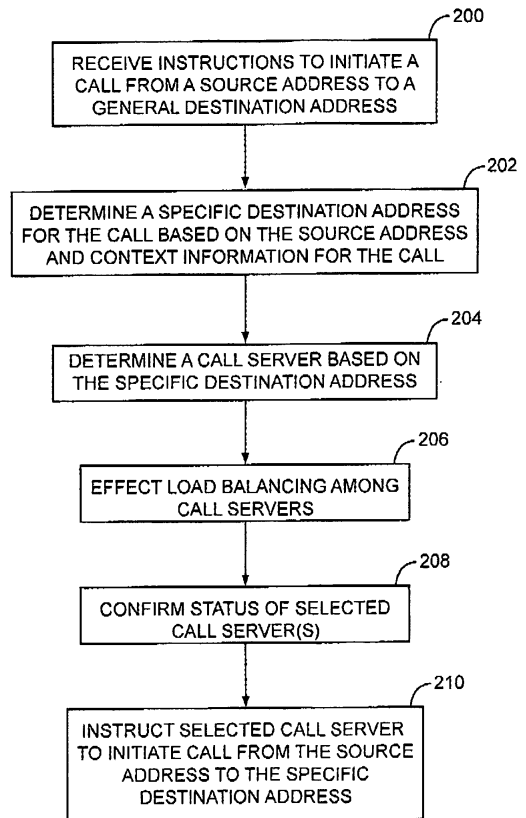 200
RECEIVE INSTRUCTIONS TO INITIATE A
CALL FROM A SOURCE ADDRESS TO A
GENERAL DESTINATION ADDRESS
202
DETERMINE A SPECIFIC DESTINATION ADDRESS
FOR THE CALL BASED ON THE SOURCE ADDRESS
AND CONTEXT INFORMATION FOR THE CALL
204
DETERMINE A CALL SERVER BASED ON
THE SPECIFIC DESTINATION ADDRESS
206
EFFECT LOAD BALANCING AMONG
CALL SERVERS
208
CONFIRM STATUS OF SELECTED
CALL SERVER(S)
210
INSTRUCT SELECTED CALL SERVER
TO INITIATE CALL FROM THE SOURCE
ADDRESS TO THE SPECIFIC
DESTINATION ADDRESS